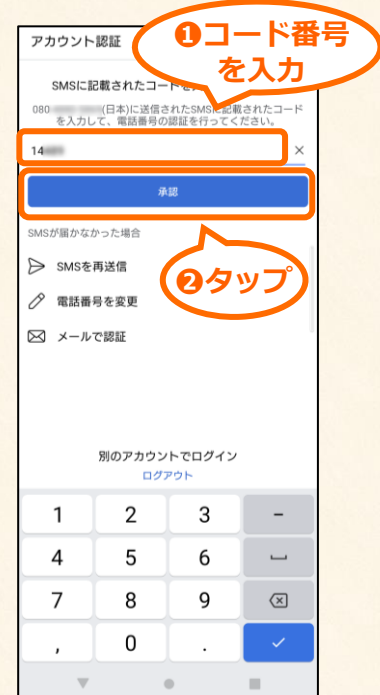 アカウント認証
❶コード番号
を入力
SMSに記載されたコー
080 (日本)に送信されたSMSに記載されたコード
を入力して、電話番号の認証を行ってください。
14
×
承認
SMSが届かなかった場合
❷タップ
SMSを再送信
電話番号を変更
メールで認証
別のアカウントでログイン
ログアウト
1 2 3 −
4 5 6
7 8 9
, 0 .